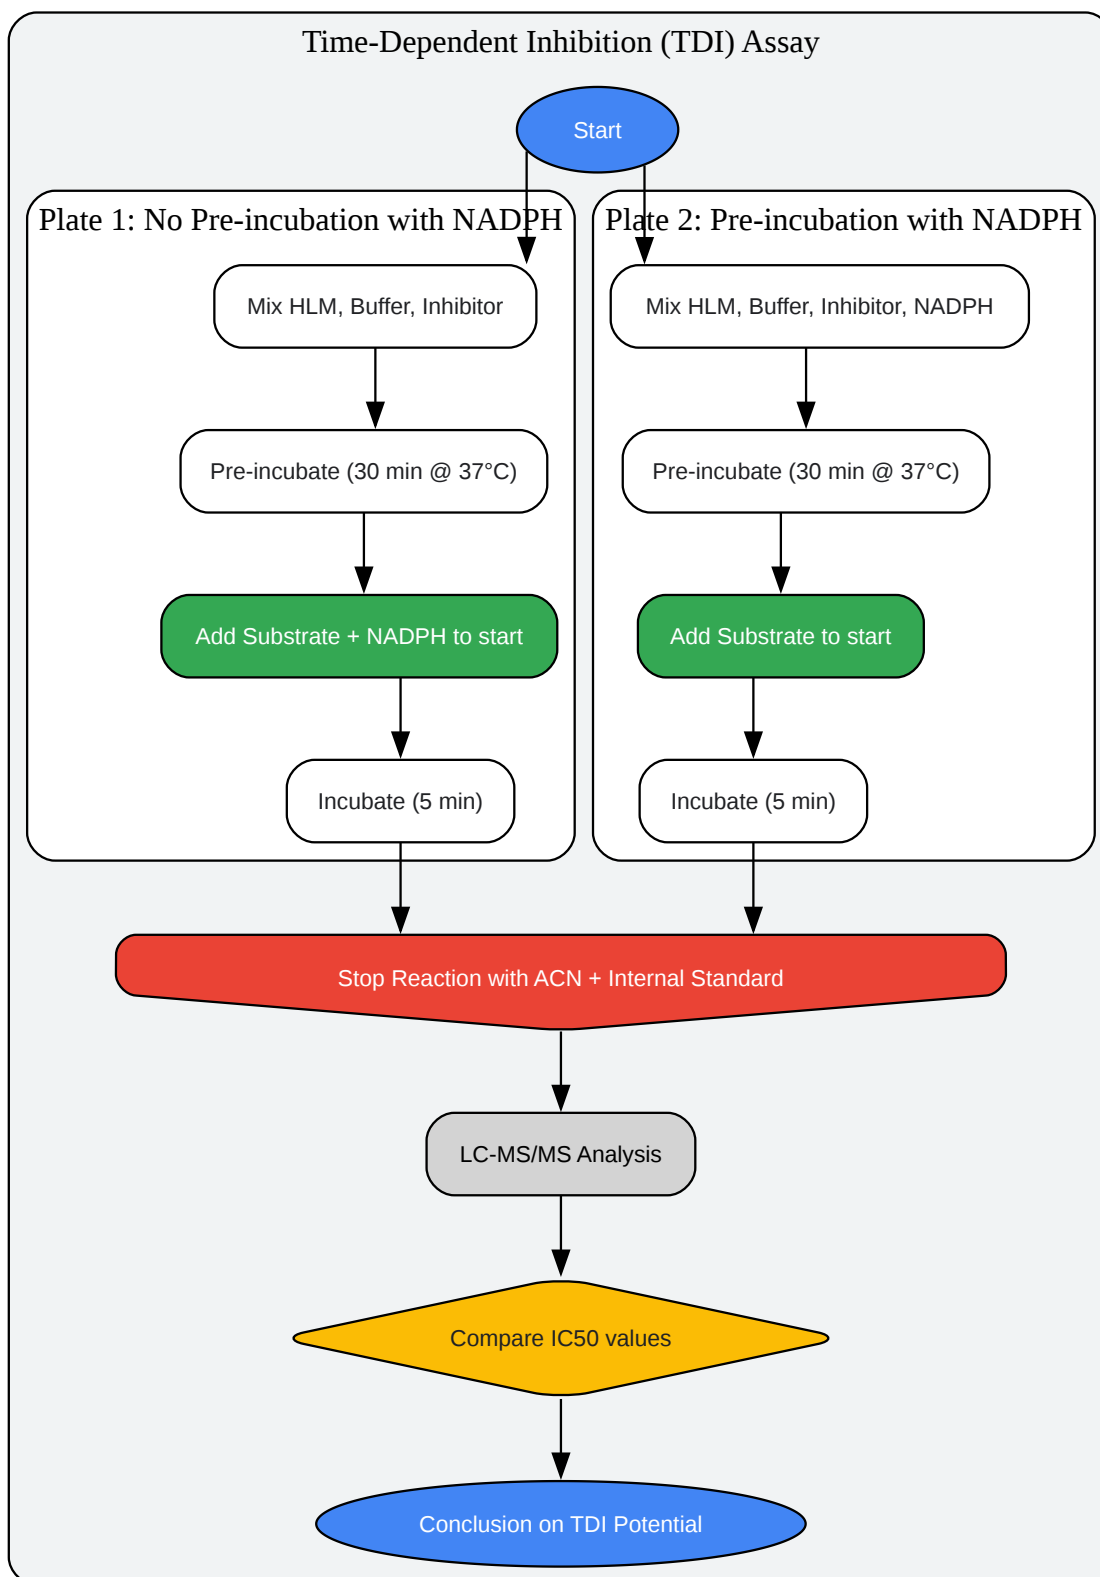 Time-Dependent Inhibition (TDI) Assay
Start
Plate 1: No Pre-incubation with NADPH
Mix HLM, Buffer, Inhibitor
Pre-incubate (30 min @ 37°C)
Add Substrate + NADPH to start
Incubate (5 min)
Plate 2: Pre-incubation with NADPH
Mix HLM, Buffer, Inhibitor, NADPH
Pre-incubate (30 min @ 37°C)
Add Substrate to start
Incubate (5 min)
Stop Reaction with ACN + Internal Standard
LC-MS/MS Analysis
Compare IC50 values
Conclusion on TDI Potential